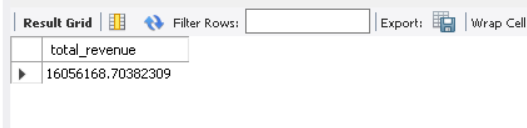 Result Grid Filter Rows: Export: Wrap Cell
total_revenue
16056168.70382309